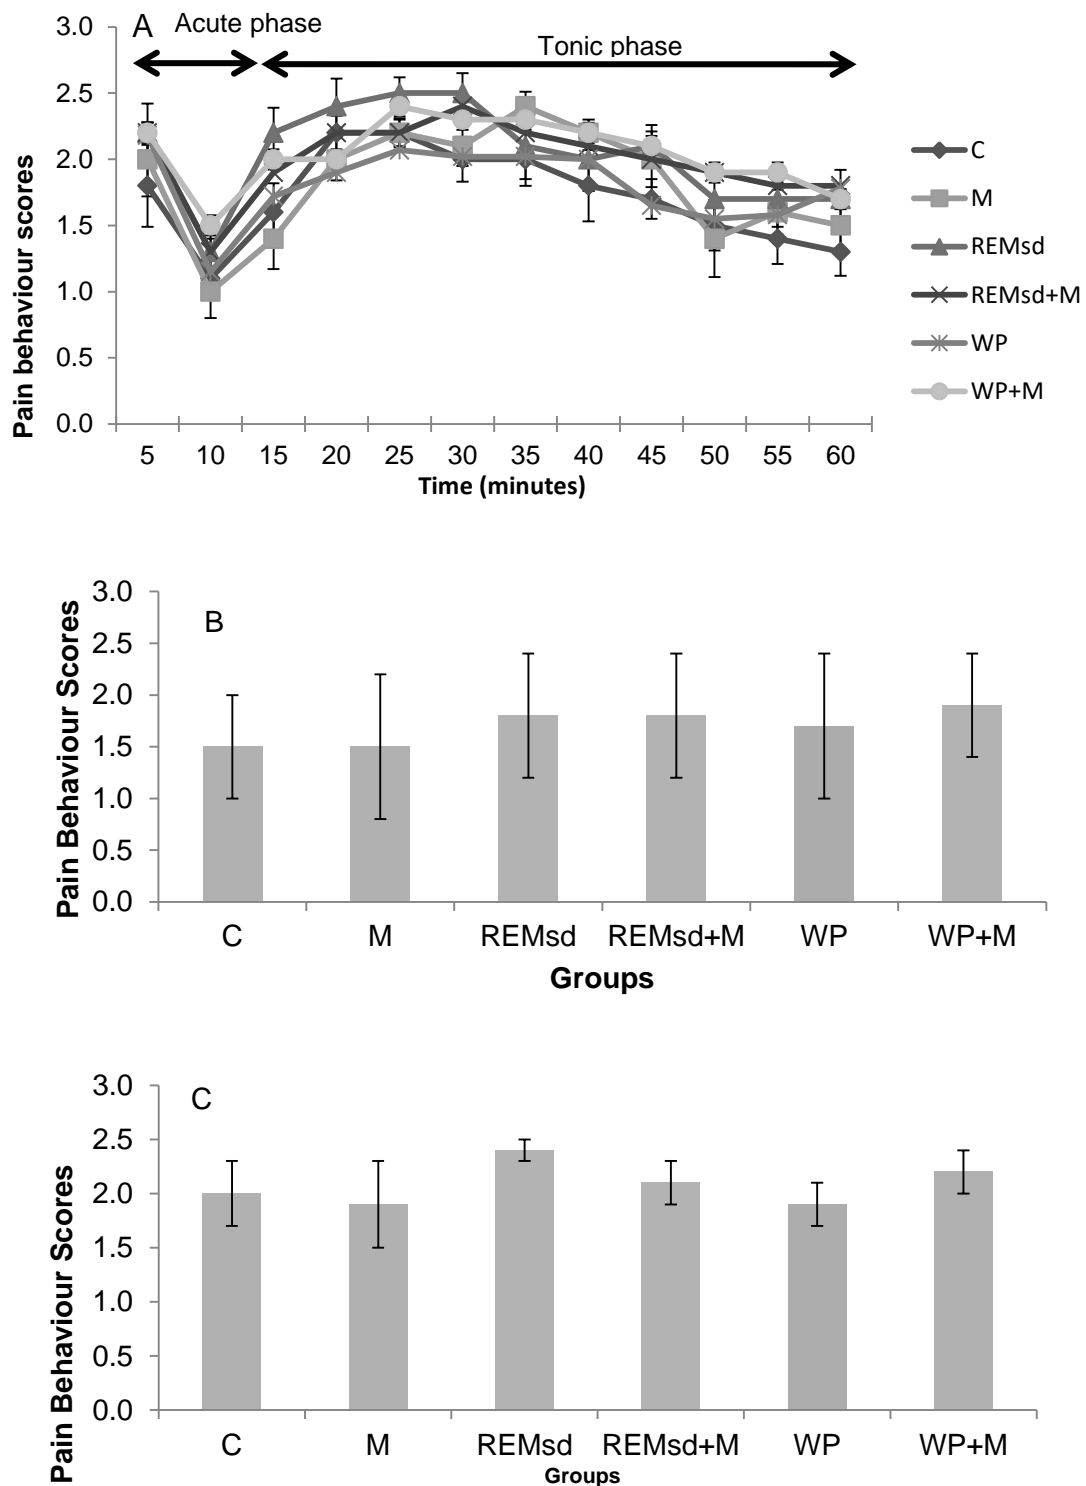 A
Acute phase
Tonic phase
3.0
2.5
2.0
1.5
1.0
0.5
0.0
Pain behaviour scores
5 10 15 20 25 30 35 40 45 50 55 60
Time (minutes)
C
M
REMsd
REMsd+M
WP
WP+M
B
3.0
2.5
2.0
1.5
1.0
0.5
0.0
Pain Behaviour Scores
C M REMsd REMsd+M WP WP+M
Groups
C
3.0
2.5
2.0
1.5
1.0
0.5
0.0
Pain Behaviour Scores
C M REMsd REMsd+M WP WP+M
Groups